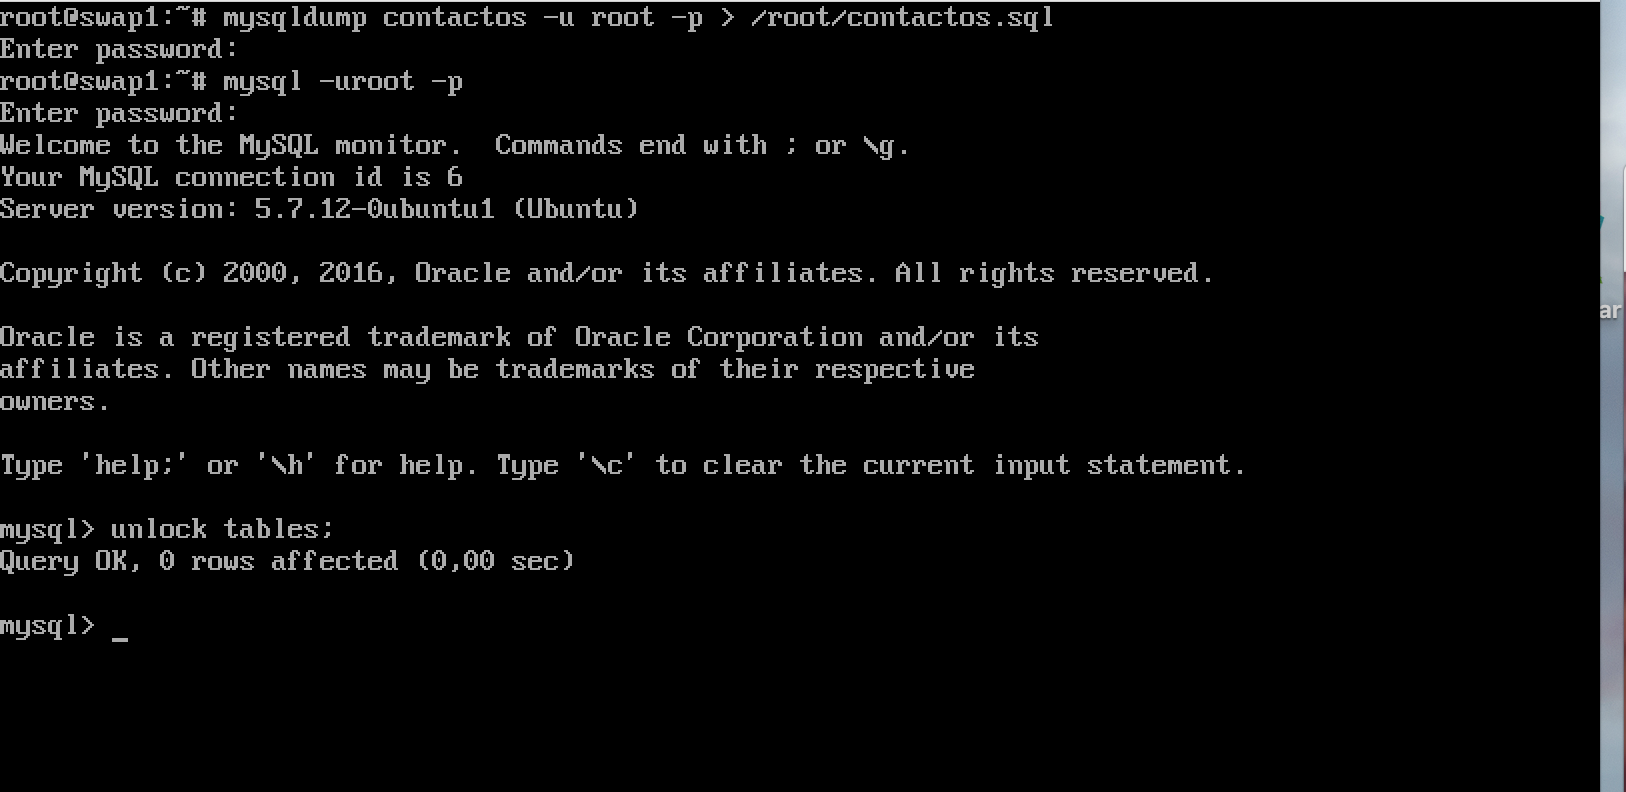 root@swap1:~# mysqldump contactos -u root -p > /root/contactos.sql
Enter password:
root@swap1:~# mysql -uroot -p
Enter password:
Welcome to the MySQL monitor.  Commands end with ; or \g.
Your MySQL connection id is 6
Server version: 5.7.12-0ubuntu1 (Ubuntu)
Copyright (c) 2000, 2016, Oracle and/or its affiliates. All rights reserved.
Oracle is a registered trademark of Oracle Corporation and/or its
affiliates. Other names may be trademarks of their respective
owners.
Type 'help;' or '\h' for help. Type '\c' to clear the current input statement.
mysql> unlock tables;
Query OK, 0 rows affected (0,00 sec)
mysql> _
ar